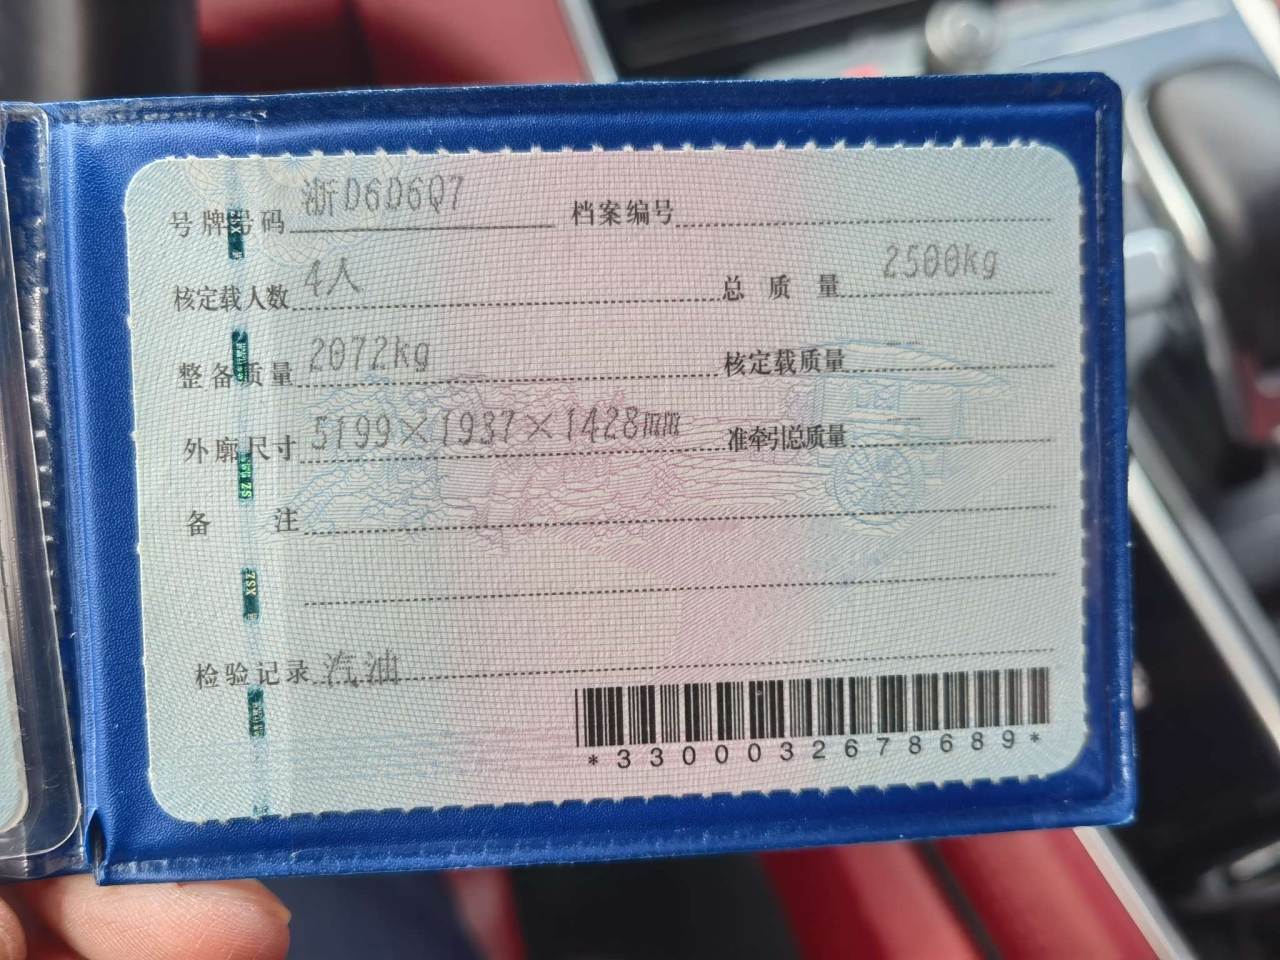 号牌号码 浙D6D6Q7 档案编号
核定载人数 4人 总质量 2500kg
整备质量 2072kg 核定载质量 --
外廓尺寸 5199×1937×1428mm 准牵引总质量 --
备注
检验记录 汽油
*3300032678689*